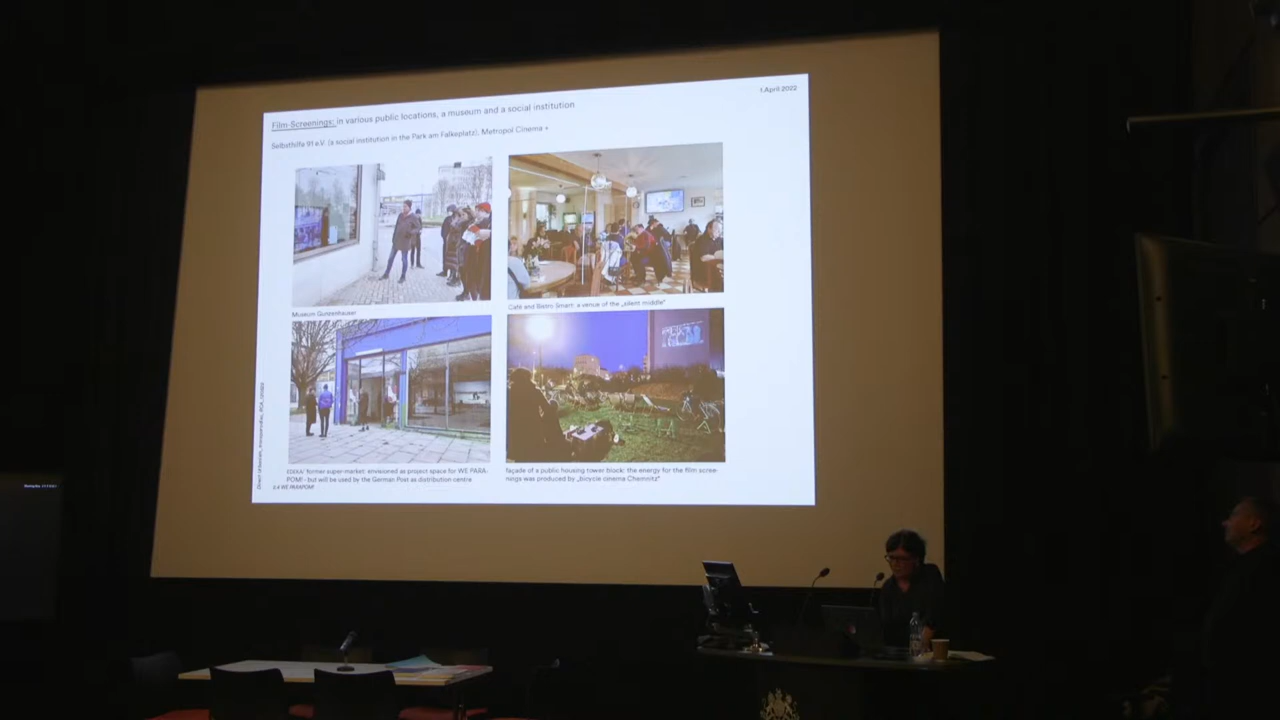 1.April 2022
Film-Screenings: in various public locations, a museum and a social institution
Selbsthilfe 91 e.V. (a social institution in the Park am Falkeplatz), Metropol Cinema +
Museum Gunzenhauser
Café and Bistro Smart: a venue of the „silent middle"
EDEKA/ former super-market: envisioned as project space for WE PARA-
POM! - but will be used by the German Post as distribution centre
façade of a public housing tower block: the energy for the film scree-
nings was produced by „bicycle cinema Chemnitz"
WE PARAPOM!